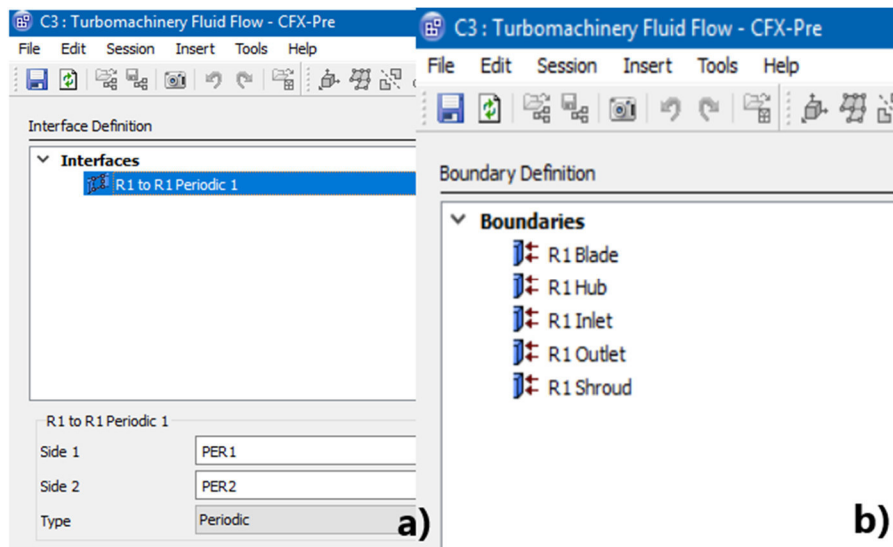 C3 : Turbomachinery Fluid Flow - CFX-Pre
File Edit Session Insert Tools Help
Interface Definition
Interfaces
R1 to R1 Periodic 1
R1 to R1 Periodic 1
Side 1 PER1
Side 2 PER2
Type Periodic
a)
C3 : Turbomachinery Fluid Flow - CFX-Pre
File Edit Session Insert Tools Help
Boundary Definition
Boundaries
R1 Blade
R1 Hub
R1 Inlet
R1 Outlet
R1 Shroud
b)